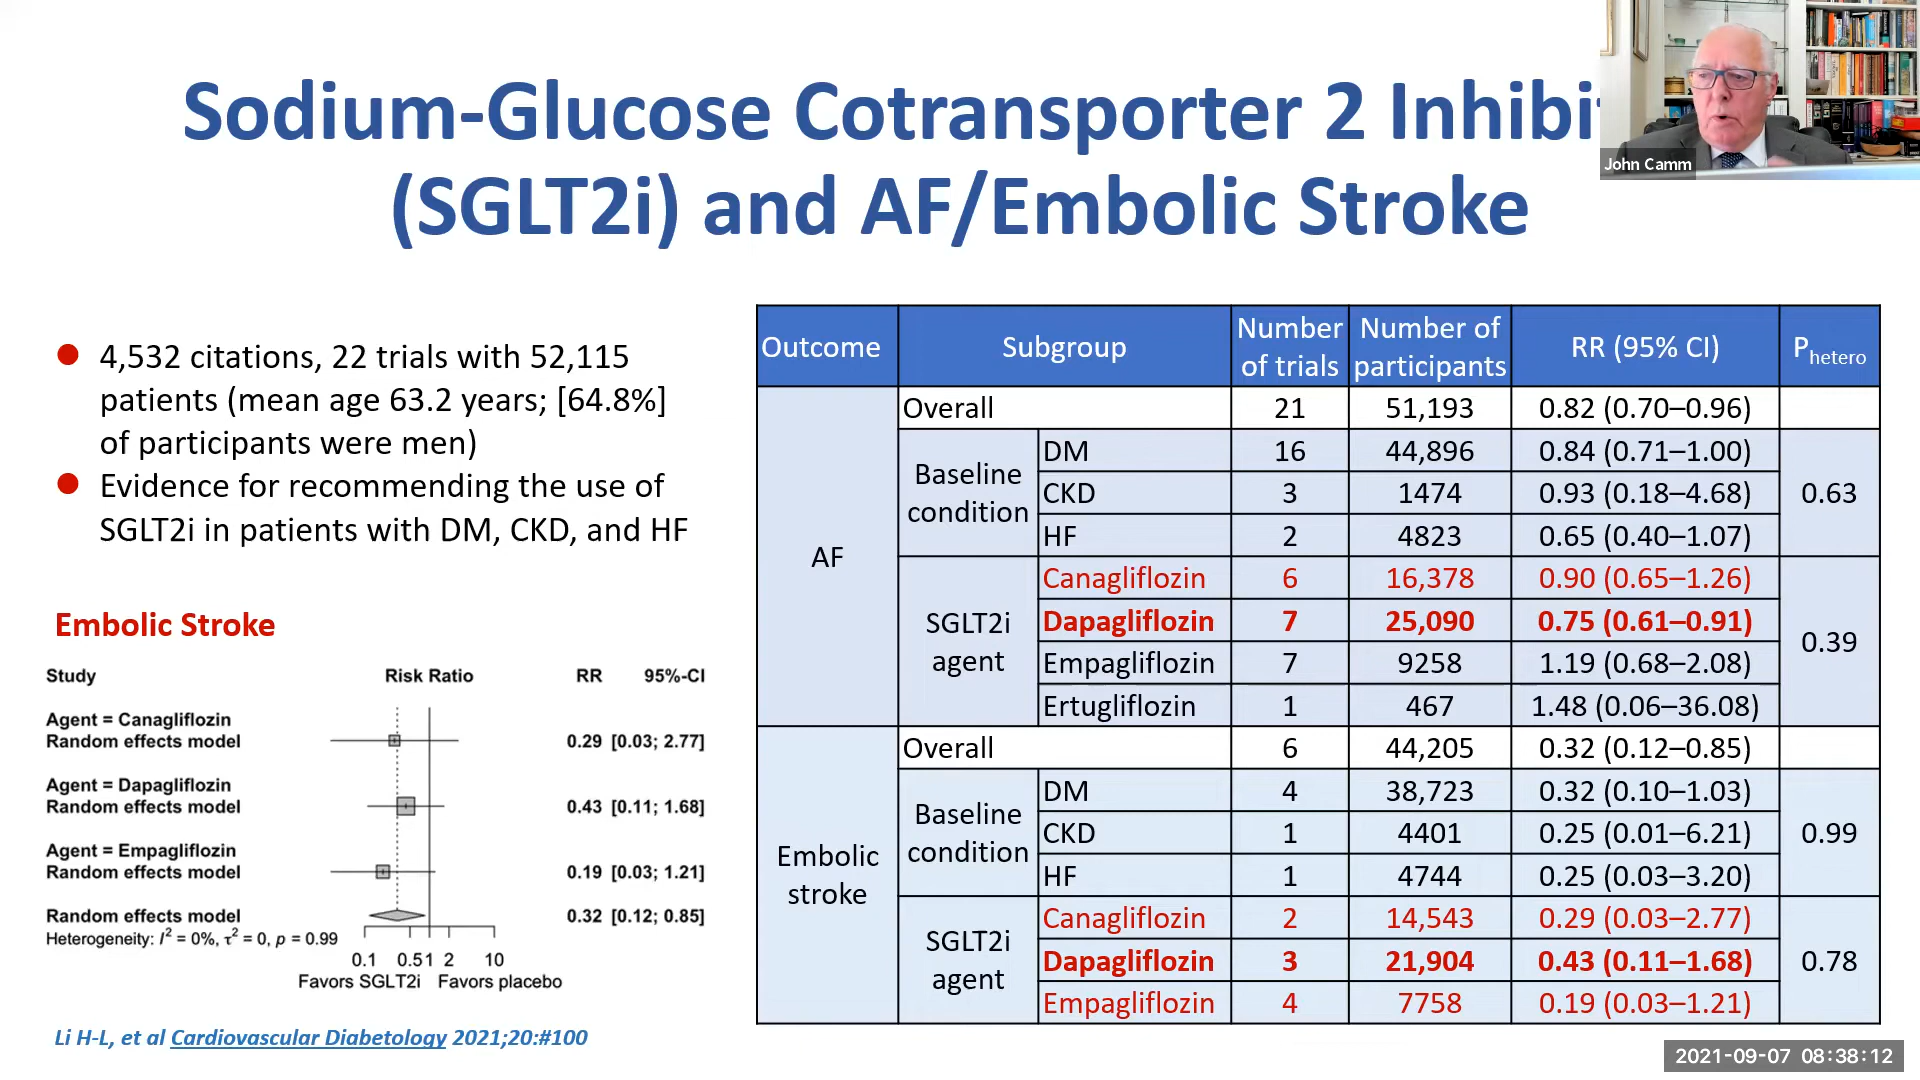 Sodium-Glucose Cotransporter 2 Inhibi
(SGLT2i) and AF/Embolic Stroke
John Camm
● 4,532 citations, 22 trials with 52,115
patients (mean age 63.2 years; [64.8%]
of participants were men)
● Evidence for recommending the use of
SGLT2i in patients with DM, CKD, and HF
Embolic Stroke
Study Risk Ratio RR 95%-CI
Agent = Canagliflozin
Random effects model 0.29 [0.03; 2.77]
Agent = Dapagliflozin
Random effects model 0.43 [0.11; 1.68]
Agent = Empagliflozin
Random effects model 0.19 [0.03; 1.21]
Random effects model 0.32 [0.12; 0.85]
Heterogeneity: I² = 0%, τ² = 0, p = 0.99
0.1 0.5 1 2 10
Favors SGLT2i Favors placebo
Li H-L, et al Cardiovascular Diabetology 2021;20:#100
Outcome Subgroup Number of trials Number of participants RR (95% CI) Phetero
AF
Overall 21 51,193 0.82 (0.70–0.96)
Baseline condition
DM 16 44,896 0.84 (0.71–1.00)
CKD 3 1474 0.93 (0.18–4.68)
HF 2 4823 0.65 (0.40–1.07)
0.63
SGLT2i agent
Canagliflozin 6 16,378 0.90 (0.65–1.26)
Dapagliflozin 7 25,090 0.75 (0.61–0.91)
Empagliflozin 7 9258 1.19 (0.68–2.08)
Ertugliflozin 1 467 1.48 (0.06–36.08)
0.39
Embolic stroke
Overall 6 44,205 0.32 (0.12–0.85)
Baseline condition
DM 4 38,723 0.32 (0.10–1.03)
CKD 1 4401 0.25 (0.01–6.21)
HF 1 4744 0.25 (0.03–3.20)
0.99
SGLT2i agent
Canagliflozin 2 14,543 0.29 (0.03–2.77)
Dapagliflozin 3 21,904 0.43 (0.11–1.68)
Empagliflozin 4 7758 0.19 (0.03–1.21)
0.78
2021-09-07 08:38:12